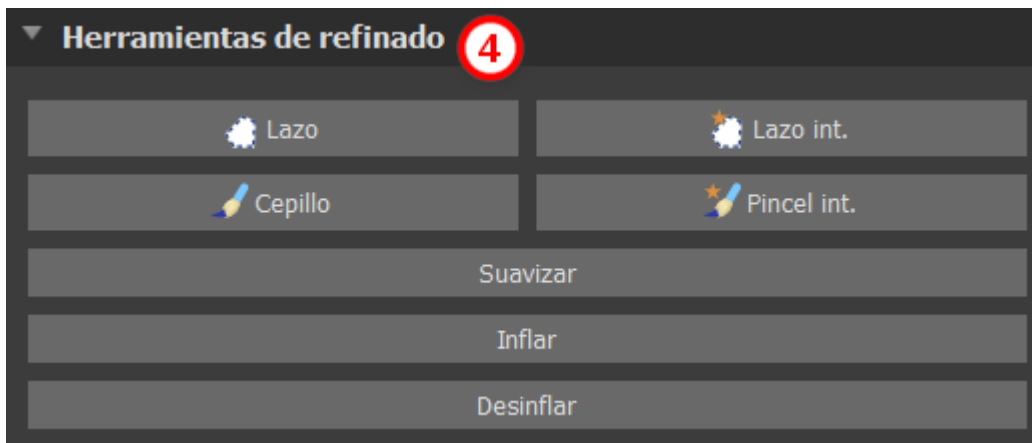 Herramientas de refinado 4
Lazo Lazo int.
Cepillo Pincel int.
Suavizar
Inflar
Desinflar